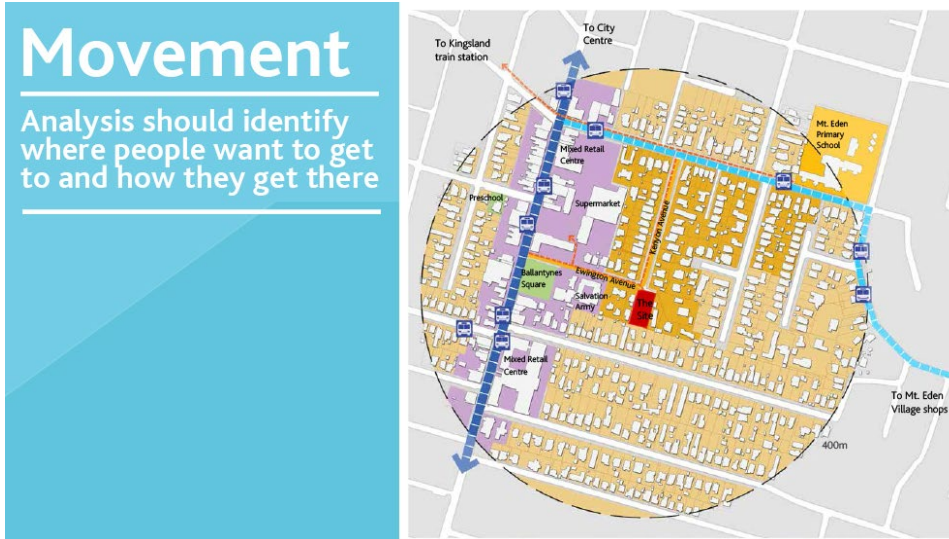 Movement
Analysis should identify
where people want to get
to and how they get there
To City
Centre
To Kingsland
train station
Mt. Eden
Primary
School
Mixed Retail
Centre
Preschool
Supermarket
Kenyon Avenue
Ewington Avenue
Ballantynes
Square
Salvation
Army
The
Site
Mixed Retail
Centre
To Mt. Eden
Village shops
400m